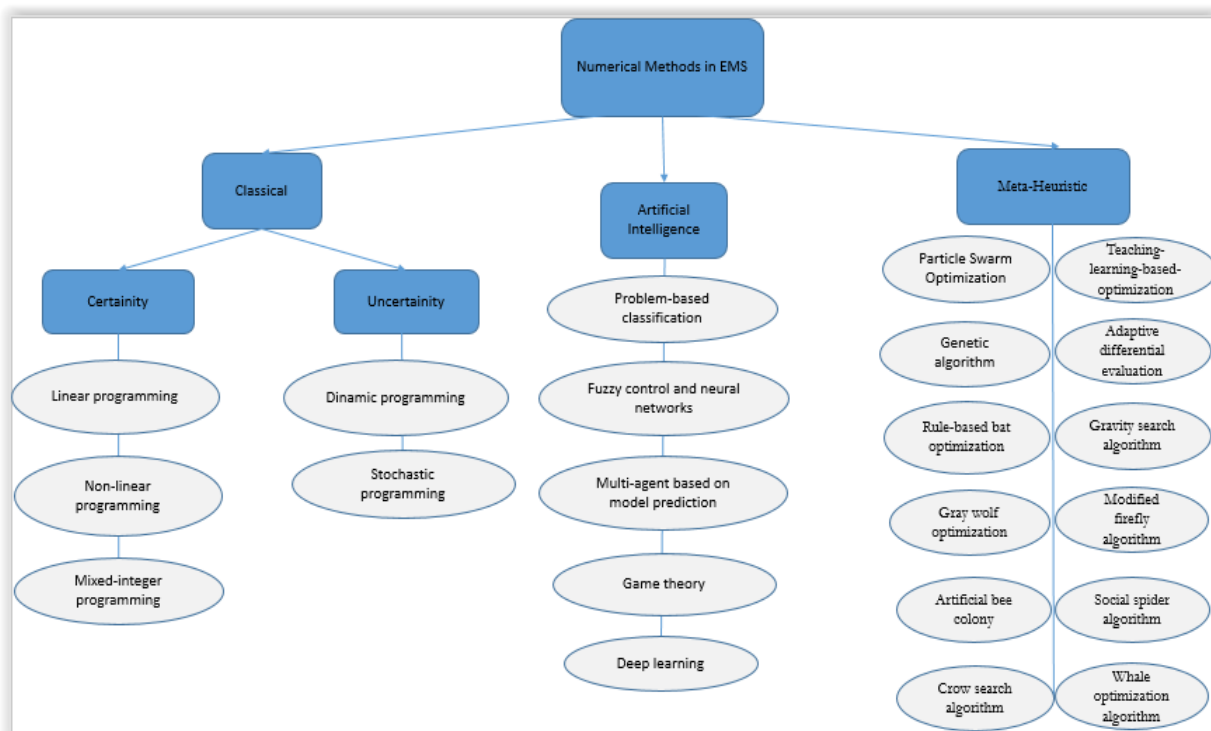 Numerical Methods in EMS
Classical
Artificial
Intelligence
Meta-Heuristic
Certainity
Uncertainity
Linear programming
Non-linear
programming
Mixed-integer
programming
Dinamic programming
Stochastic
programming
Problem-based
classification
Fuzzy control and neural
networks
Multi-agent based on
model prediction
Game theory
Deep learning
Particle Swarm
Optimization
Teaching-
learning-based-
optimization
Genetic
algorithm
Adaptive
differential
evaluation
Rule-based bat
optimization
Gravity search
algorithm
Gray wolf
optimization
Modified
firefly
algorithm
Artificial bee
colony
Social spider
algorithm
Crow search
algorithm
Whale
optimization
algorithm